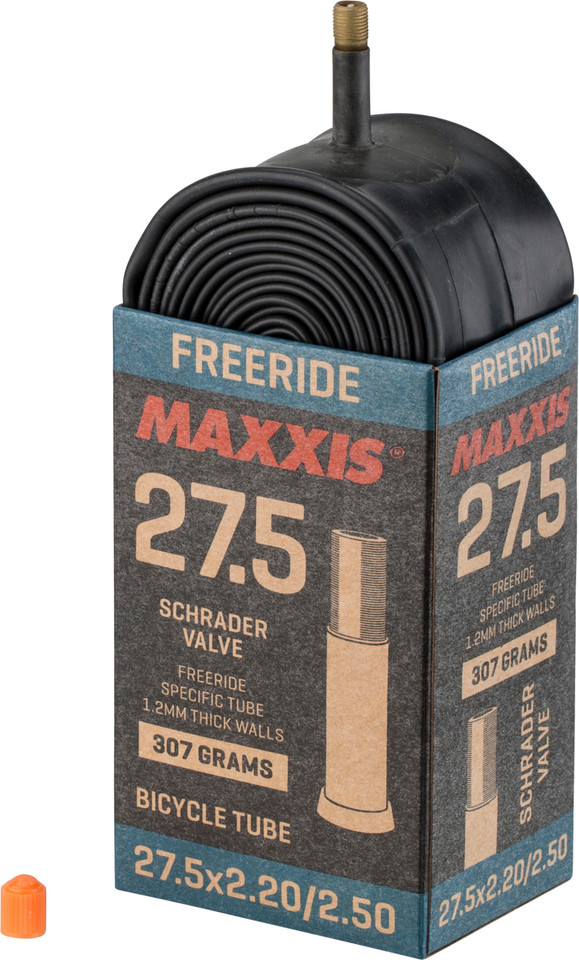 FREERIDE
MAXXIS®
27.5
SCHRADER
VALVE
FREERIDE
SPECIFIC TUBE
1.2MM THICK WALLS
307 GRAMS
BICYCLE TUBE
27.5x2.20/2.50
FREERIDE
MAXXIS
27.5
FREERIDE
SPECIFIC TUBE
1.2MM THICK WALLS
307 GRAMS
SCHRADER
VALVE
27.5x2.20/2.50